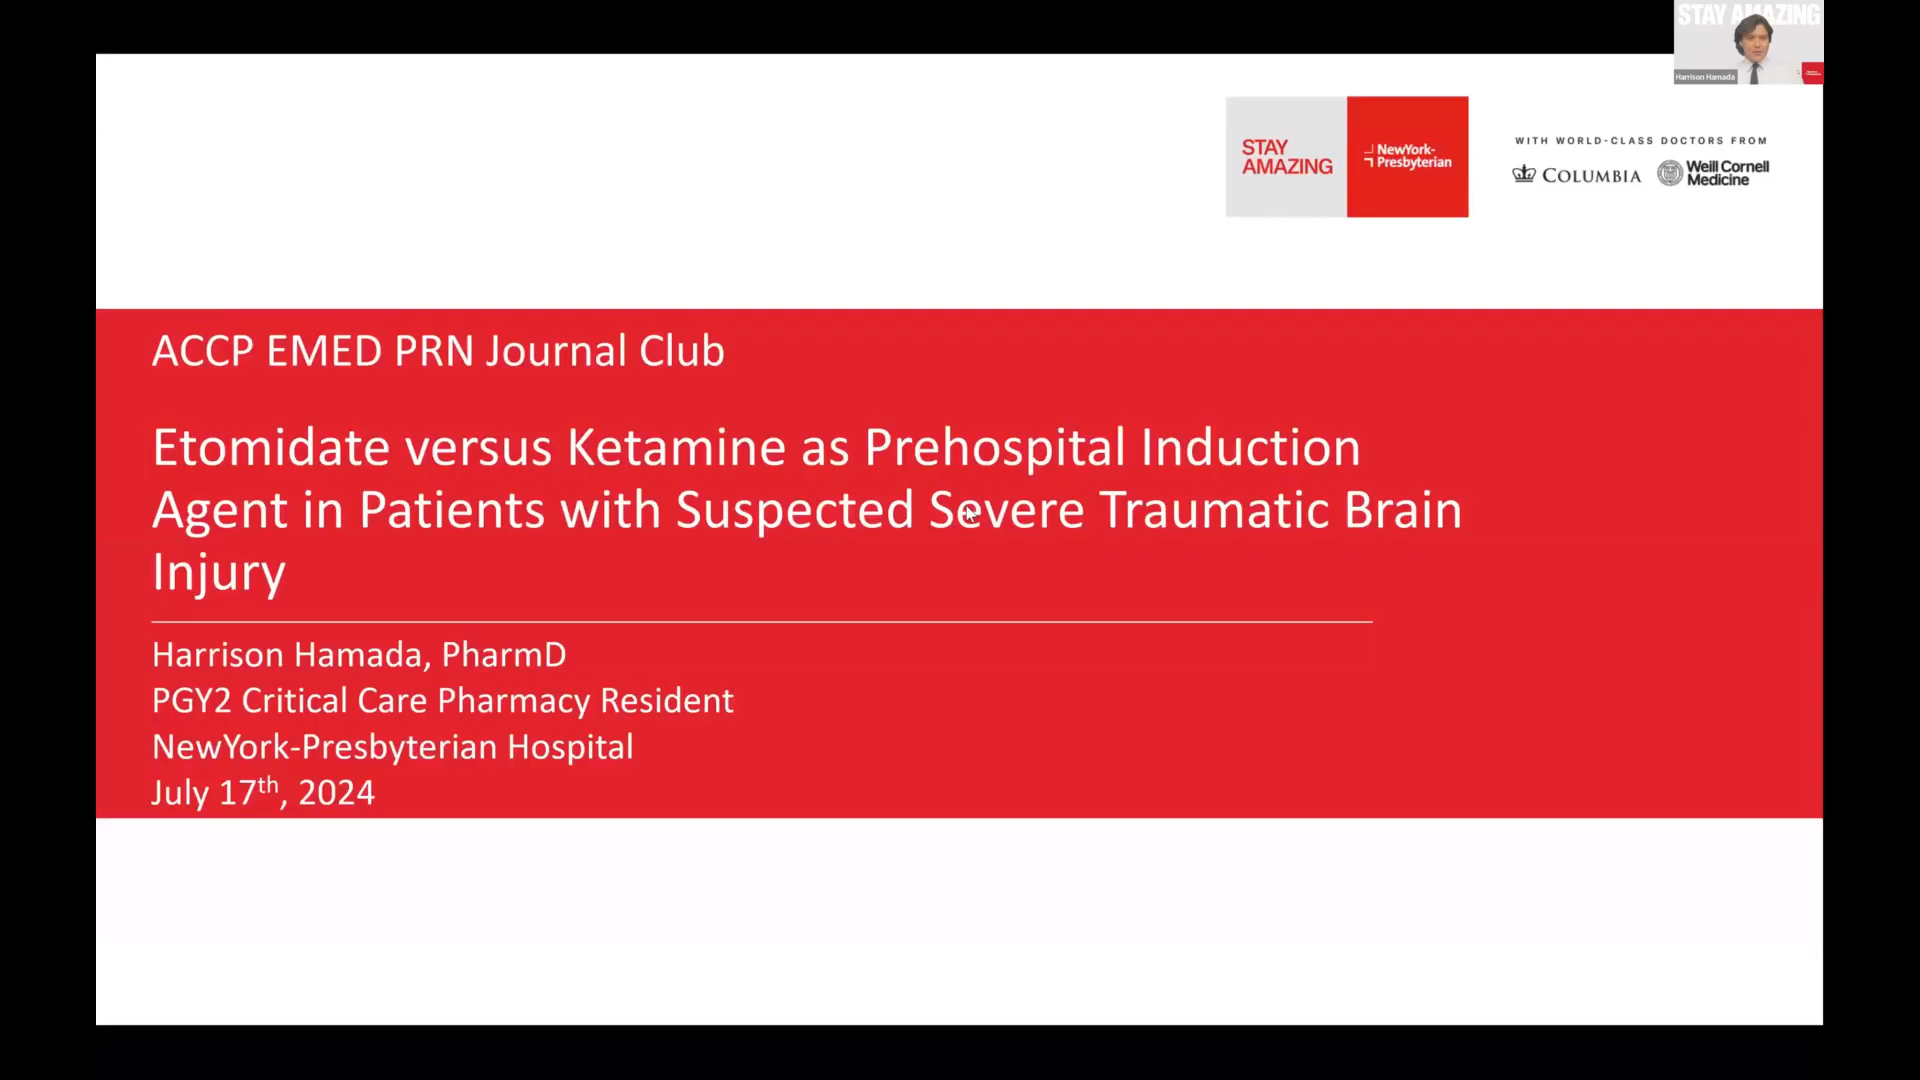 STAY AMAZING
Harrison Hamada
STAY
AMAZING
NewYork-
Presbyterian
WITH WORLD-CLASS DOCTORS FROM
COLUMBIA
Weill Cornell
Medicine
ACCP EMED PRN Journal Club
Etomidate versus Ketamine as Prehospital Induction
Agent in Patients with Suspected Severe Traumatic Brain
Injury
Harrison Hamada, PharmD
PGY2 Critical Care Pharmacy Resident
NewYork-Presbyterian Hospital
July 17th, 2024